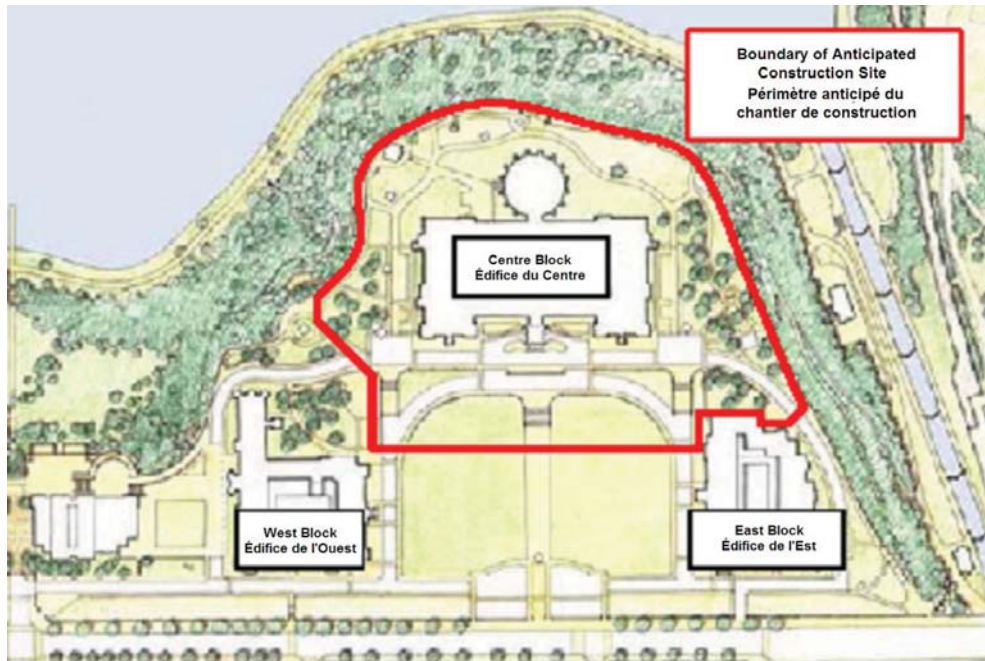 Boundary of Anticipated
Construction Site
Périmètre anticipé du
chantier de construction
Centre Block
Édifice du Centre
West Block
Édifice de l'Ouest
East Block
Édifice de l'Est